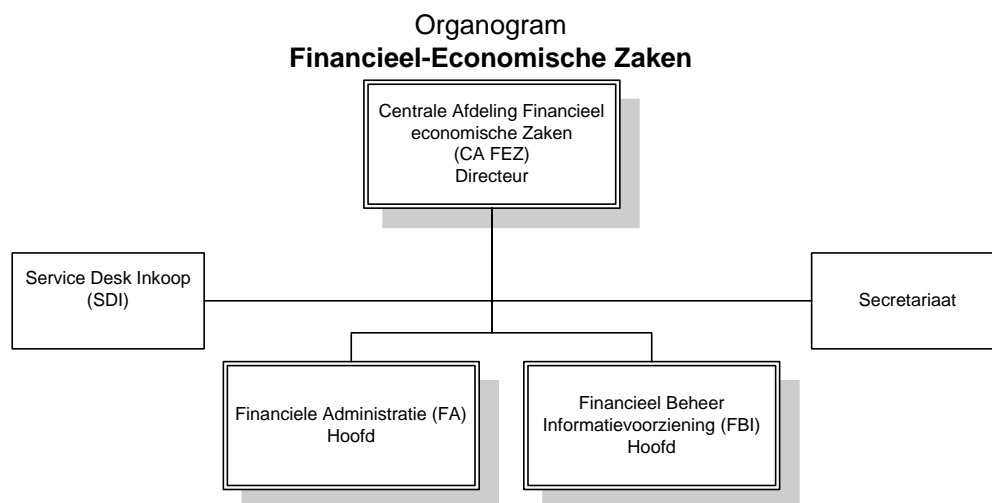 Organogram
Financieel-Economische Zaken
Centrale Afdeling Financieel
economische Zaken
(CA FEZ)
Directeur
Service Desk Inkoop
(SDI)
Secretariaat
Financiele Administratie (FA)
Hoofd
Financieel Beheer
Informatievoorziening (FBI)
Hoofd